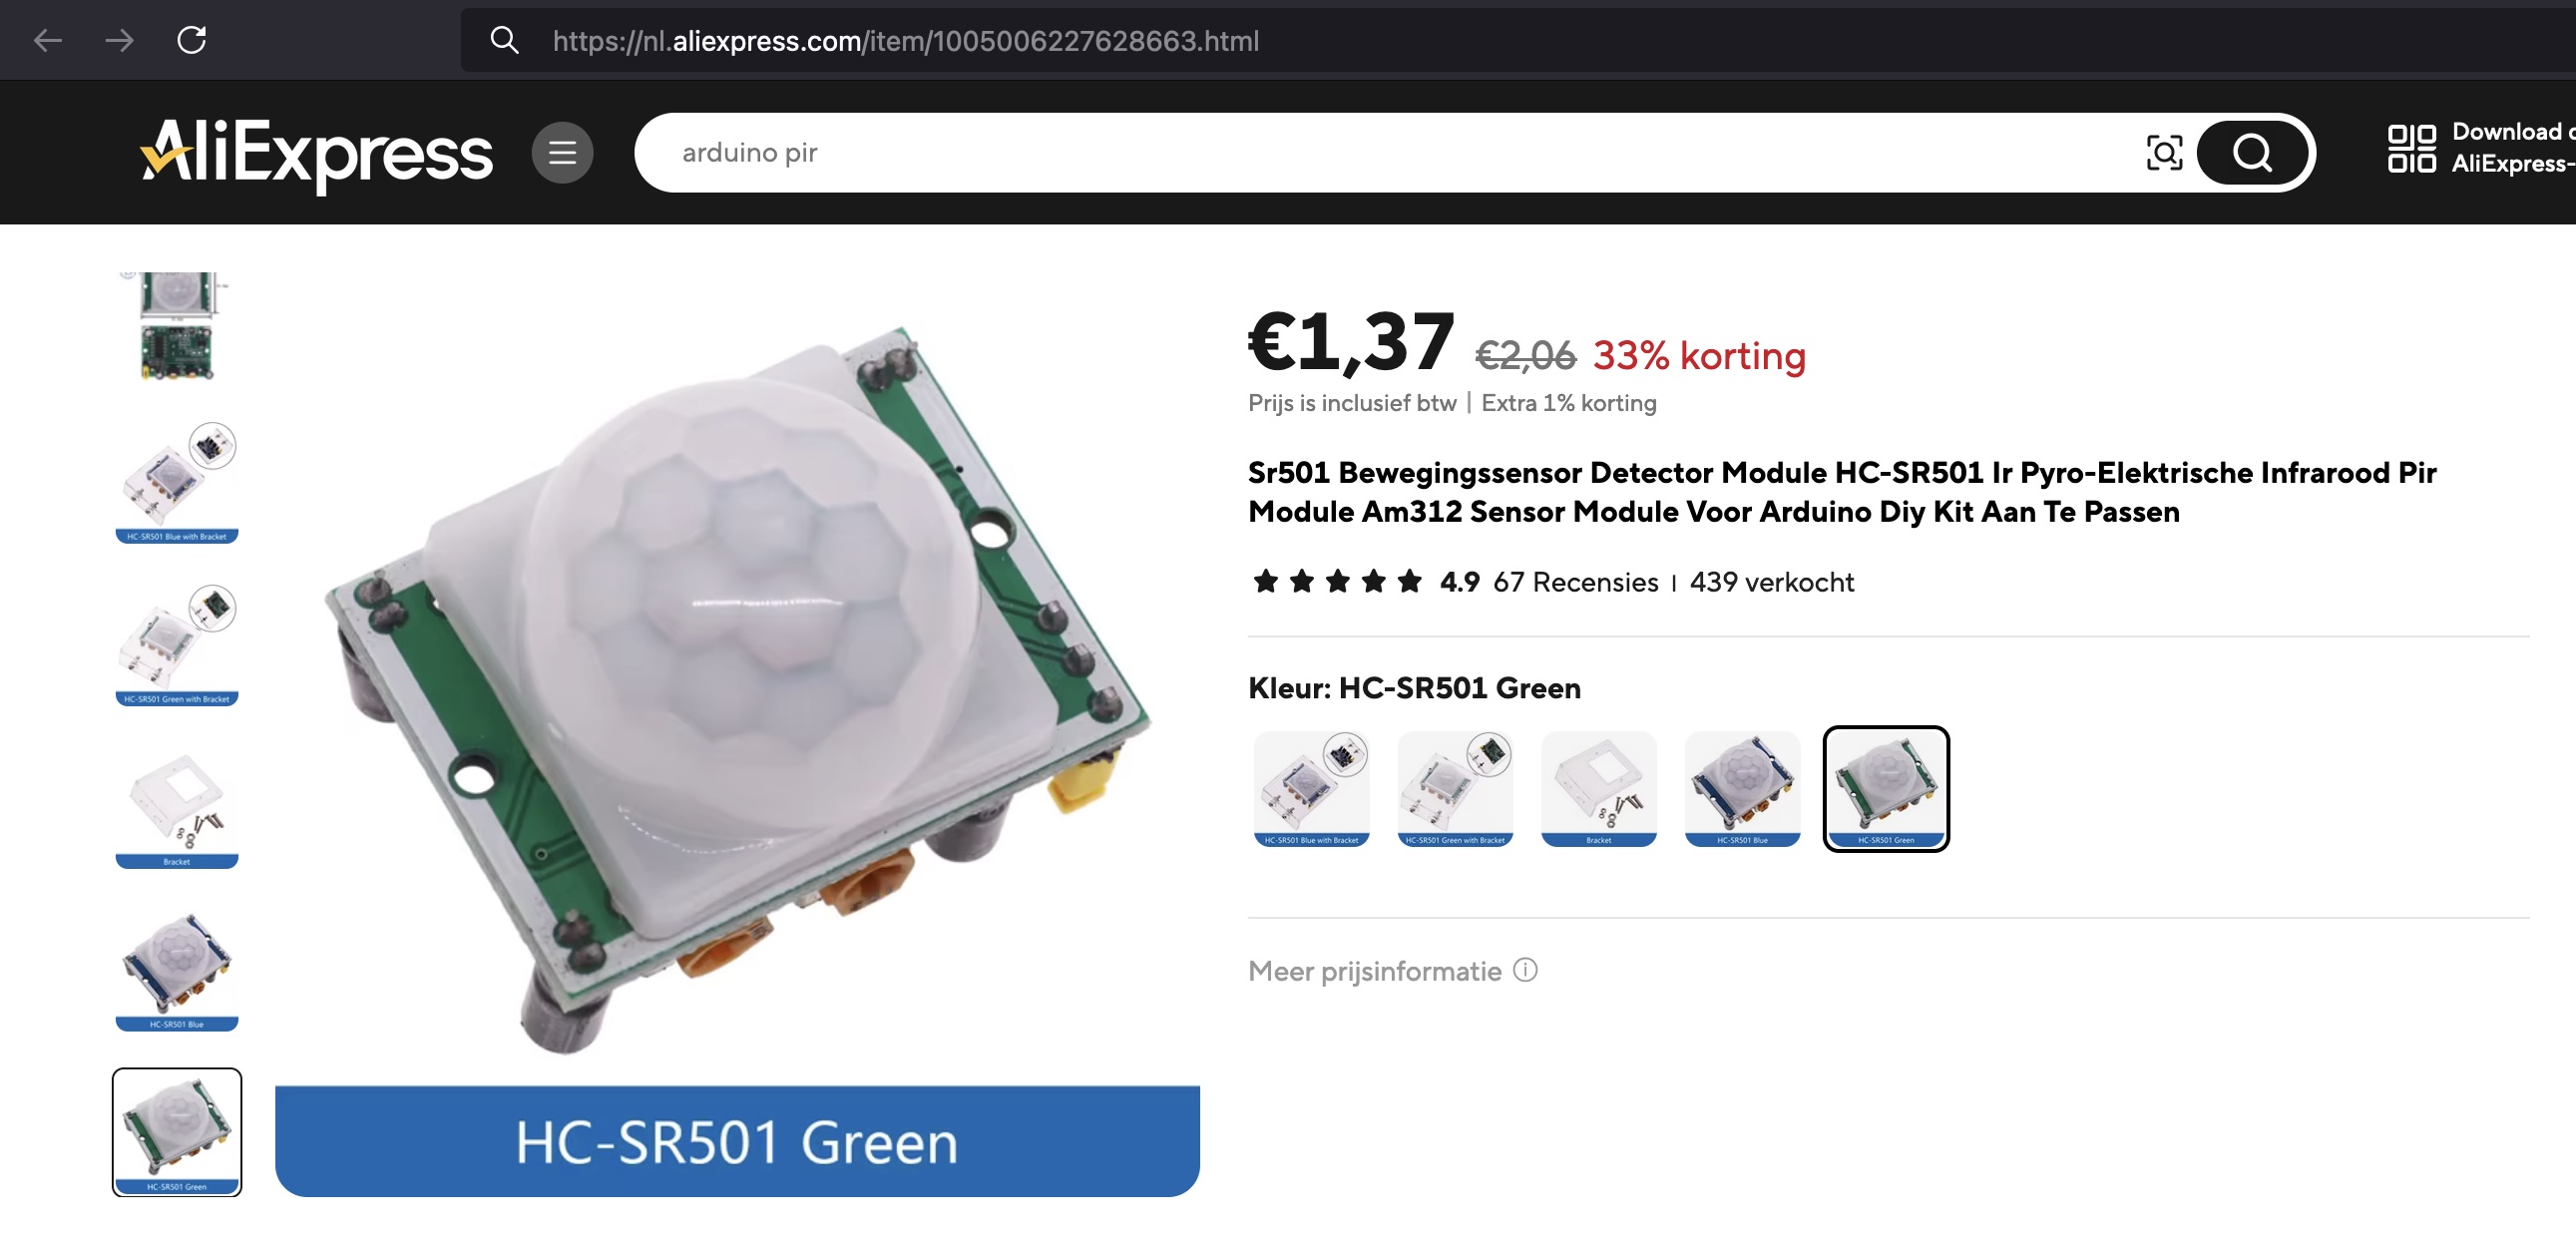 https://nl.aliexpress.com/item/1005006227628663.html
AliExpress
arduino pir
Download d
AliExpress-
€1,37 €2,06 33% korting
Prijs is inclusief btw | Extra 1% korting
Sr501 Bewegingssensor Detector Module HC-SR501 Ir Pyro-Elektrische Infrarood Pir
Module Am312 Sensor Module Voor Arduino Diy Kit Aan Te Passen
4.9 67 Recensies | 439 verkocht
Kleur: HC-SR501 Green
HC-SR501 Blue with Bracket
HC-SR501 Green with Bracket
Bracket
HC-SR501 Blue
HC-SR501 Green
Meer prijsinformatie
HC-SR501 Blue with Bracket
HC-SR501 Green with Bracket
Bracket
HC-SR501 Blue
HC-SR501 Green
HC-SR501 Green